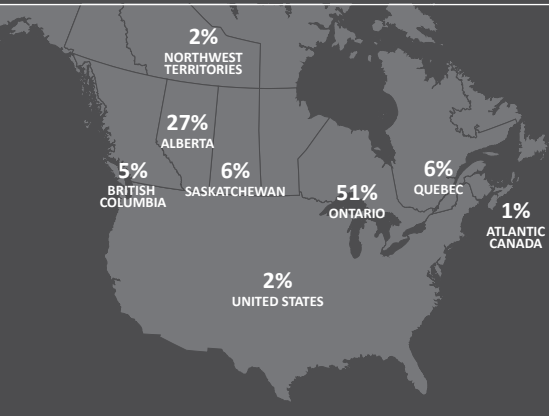 2%
NORTHWEST
TERRITORIES
27%
ALBERTA
5%
BRITISH
COLUMBIA
6%
SASKATCHEWAN
51%
ONTARIO
6%
QUEBEC
1%
ATLANTIC
CANADA
2%
UNITED STATES